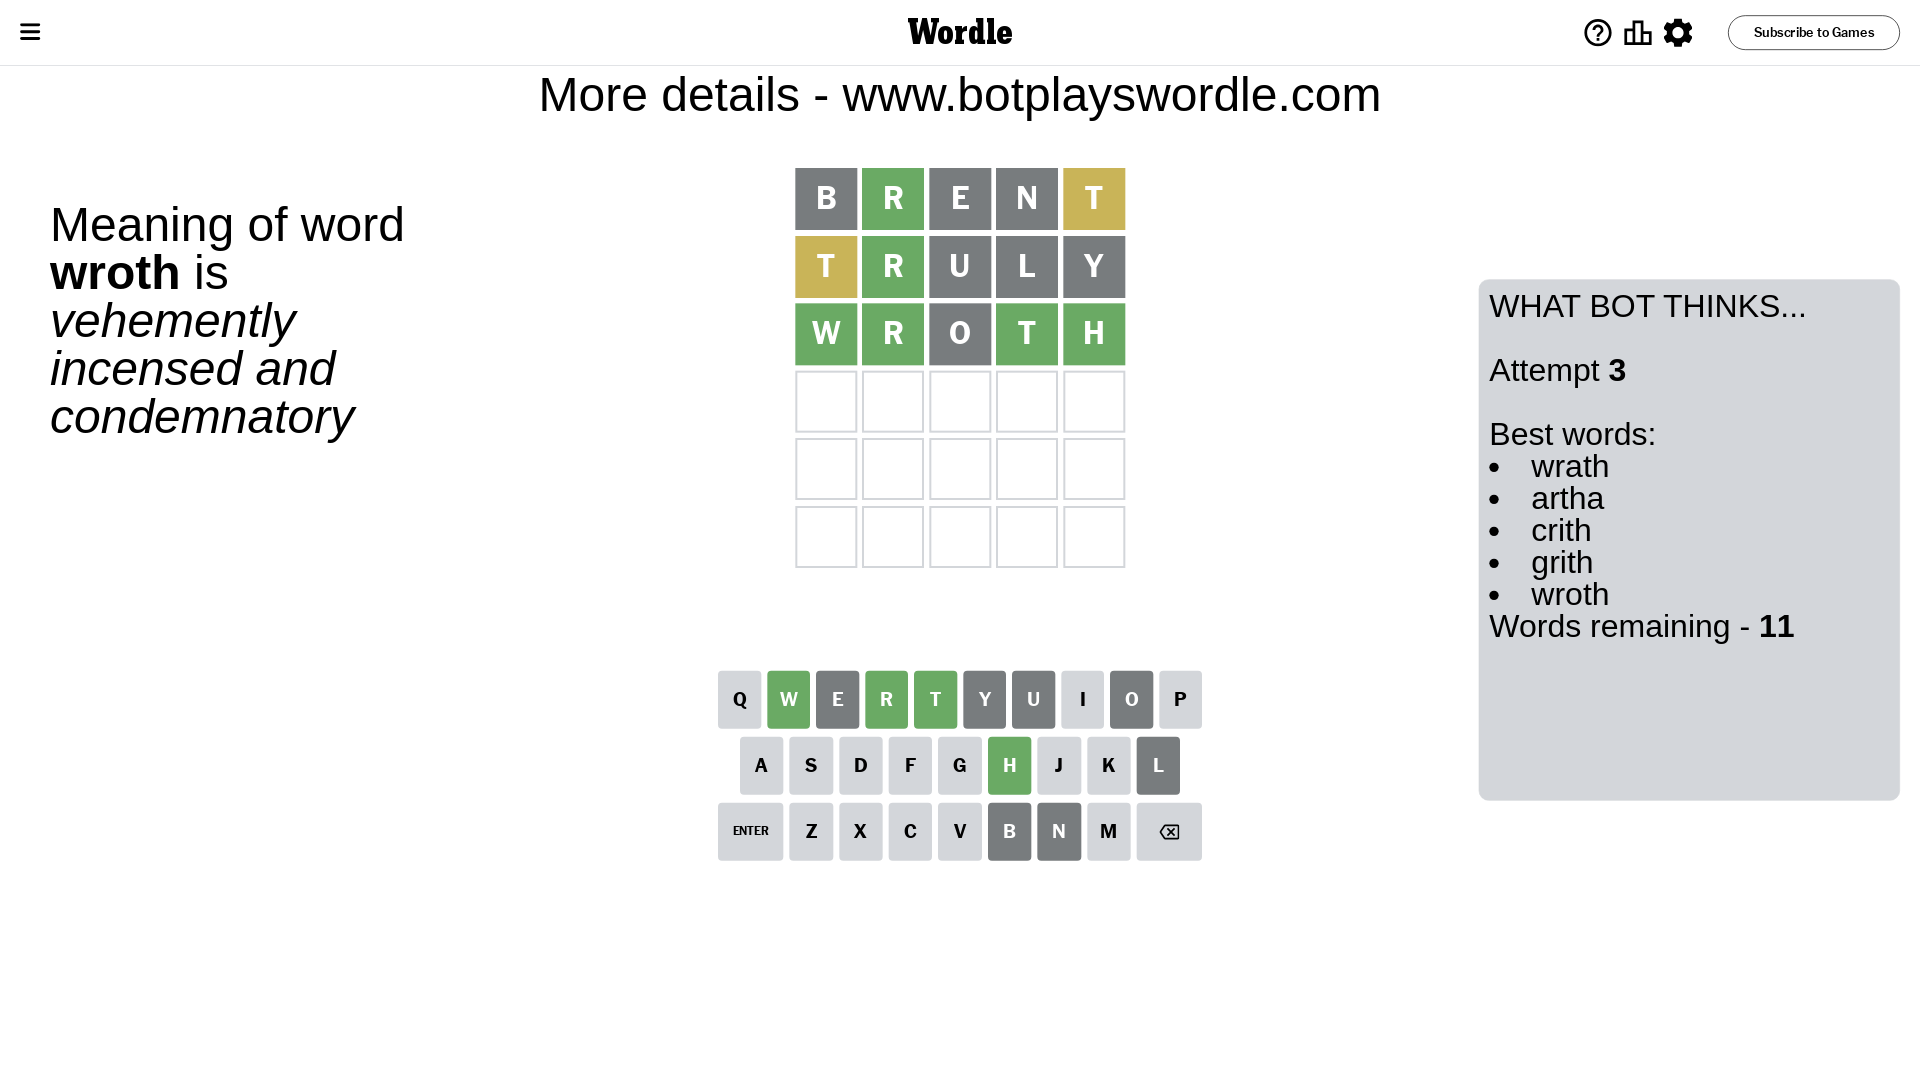 Wordle
Subscribe to Games
More details - www.botplayswordle.com
Meaning of word
wroth is
vehemently
incensed and
condemnatory
B R E N T
T R U L Y
W R O T H
WHAT BOT THINKS...
Attempt 3
Best words:
• wrath
• artha
• crith
• grith
• wroth
Words remaining - 11
Q W E R T Y U I O P
A S D F G H J K L
ENTER Z X C V B N M